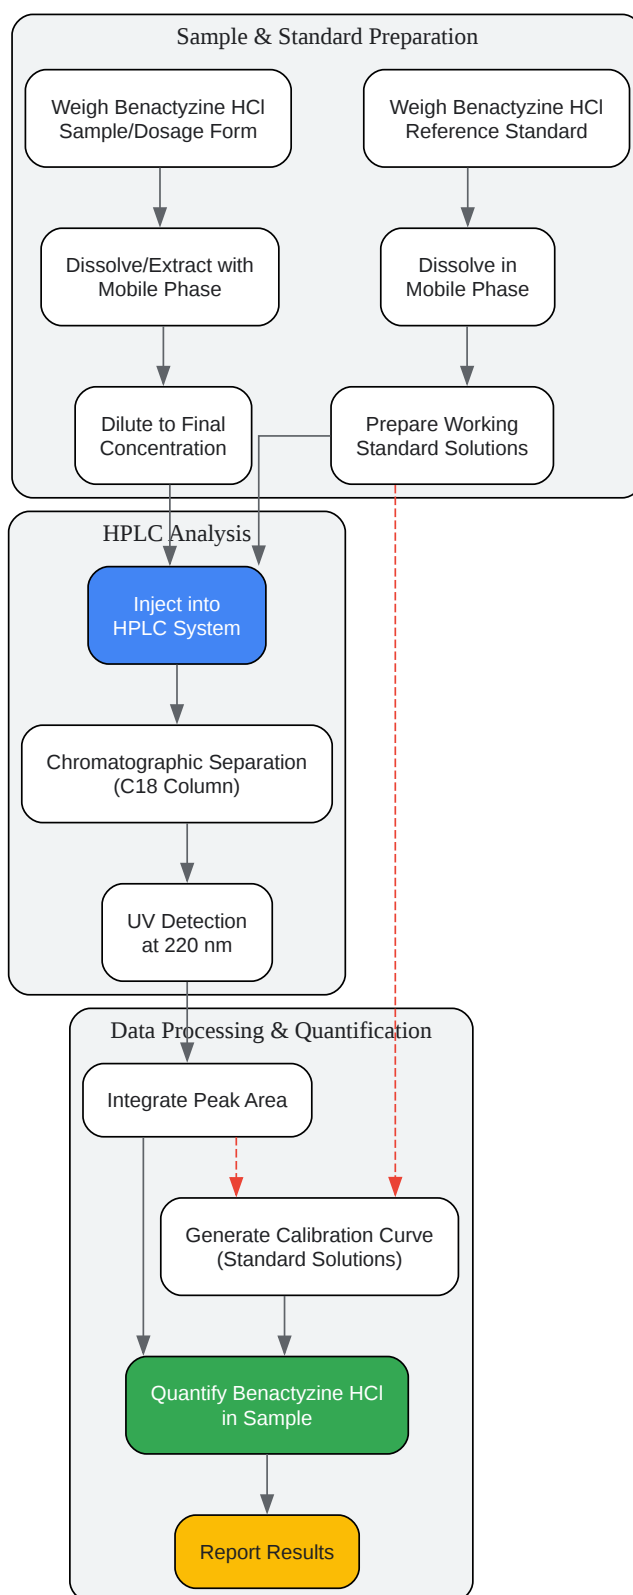 Sample & Standard Preparation
Weigh Benactyzine HCl
Sample/Dosage Form
Weigh Benactyzine HCl
Reference Standard
Dissolve/Extract with
Mobile Phase
Dissolve in
Mobile Phase
Dilute to Final
Concentration
Prepare Working
Standard Solutions
HPLC Analysis
Inject into
HPLC System
Chromatographic Separation
(C18 Column)
UV Detection
at 220 nm
Data Processing & Quantification
Integrate Peak Area
Generate Calibration Curve
(Standard Solutions)
Quantify Benactyzine HCl
in Sample
Report Results